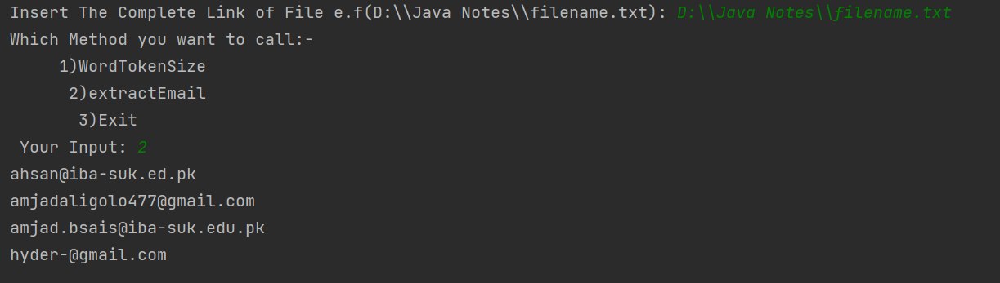 Insert The Complete Link of File e.f(D:\\Java Notes\\filename.txt): D:\\Java Notes\\filename.txt
Which Method you want to call:-
1)WordTokenSize
2)extractEmail
3)Exit
Your Input: 2
ahsan@iba-suk.ed.pk
amjadaligolo477@gmail.com
amjad.bsais@iba-suk.edu.pk
hyder-@gmail.com